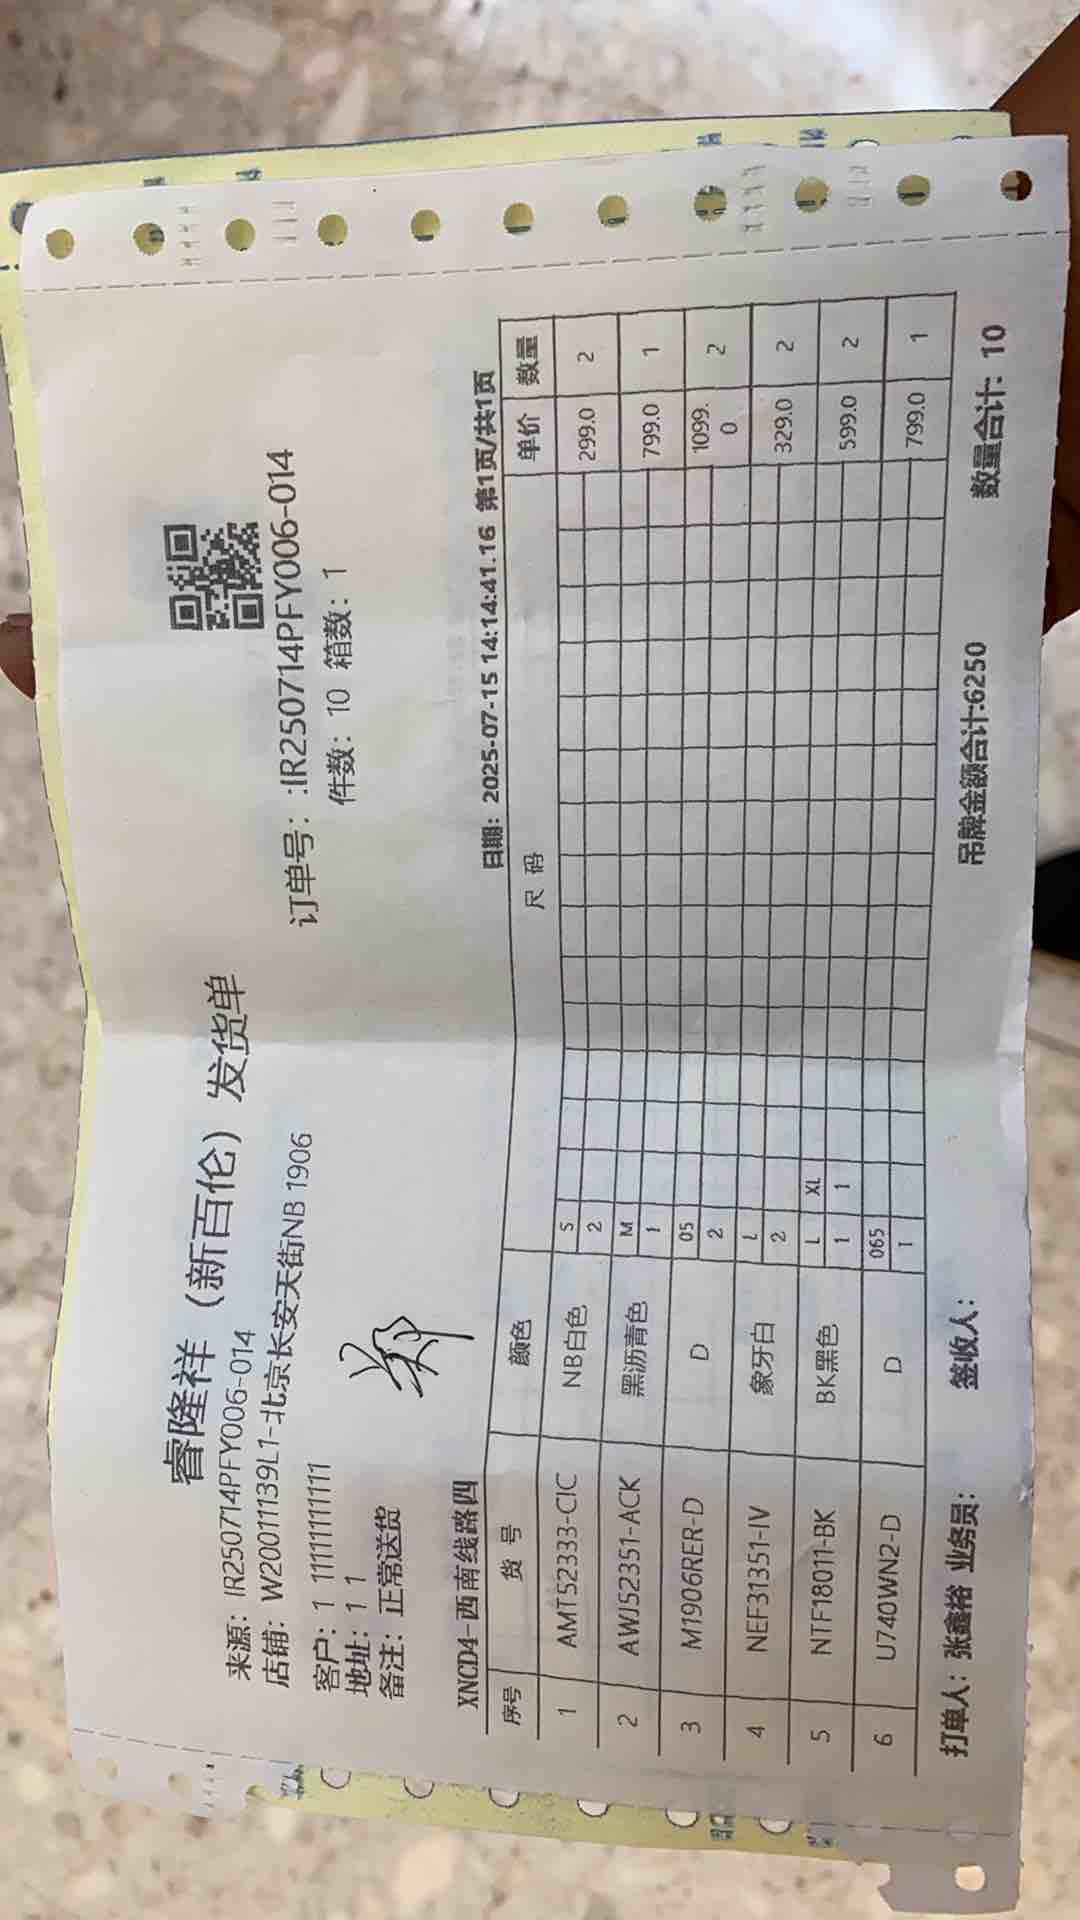 睿隆祥（新百伦）发货单
来源：IR250714PFY006-014
订单号：:IR250714PFY006-014
店铺：W20011139L1-北京长安天街NB 1906
件数：10 箱数：1
客户：1 11111111111
地址：1 1
备注：正常送货
郑
XNCD4-西南线路四
日期：2025-07-15 14:14:41.16 第1页/共1页
序号 货号 颜色 尺码 单价 数量
1 AMT52333-CIC NB白色 S 299.0 2
2
2 AWJ52351-ACK 黑沥青色 M 799.0 1
1
3 M1906RER-D D 05 1099.0 2
2
4 NEF31351-IV 象牙白 L 329.0 2
2
5 NTF18011-BK BK黑色 L XL 599.0 2
1 1
6 U740WN2-D D 065 799.0 1
1
打单人：张鑫裕 业务员： 签收人： 吊牌金额合计:6250 数量合计：10